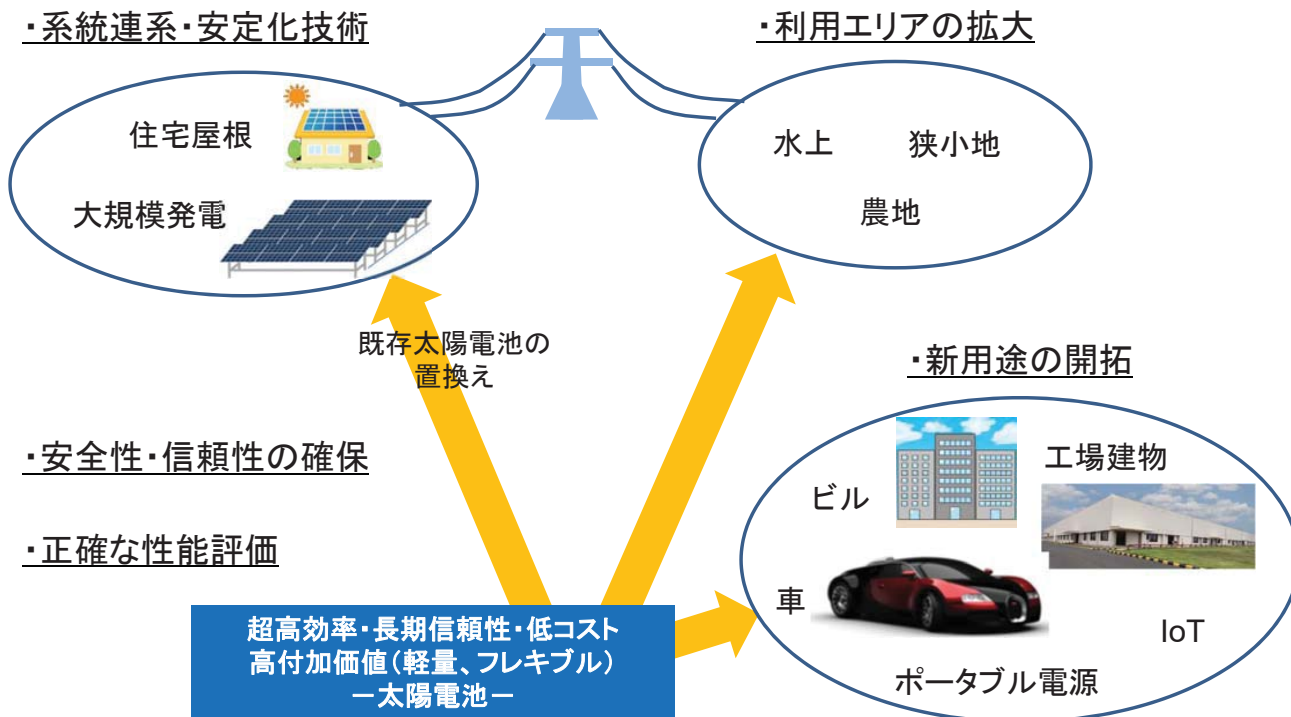 ・系統連系・安定化技術
住宅屋根
大規模発電
・利用エリアの拡大
水上 狭小地
農地
既存太陽電池の
置換え
・新用途の開拓
ビル
工場建物
車
IoT
ポータブル電源
・安全性・信頼性の確保
・正確な性能評価
超高効率・長期信頼性・低コスト
高付加価値（軽量、フレキブル）
－太陽電池－